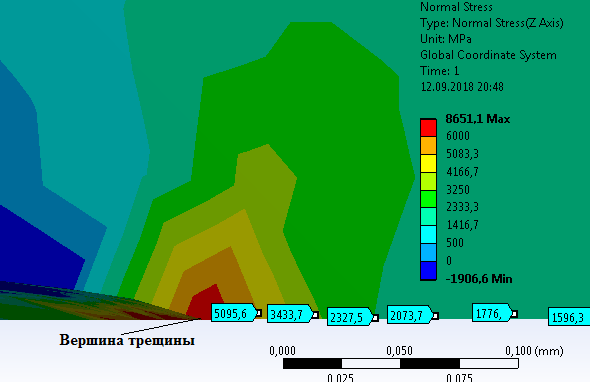 Normal Stress
Type: Normal Stress(Z Axis)
Unit: MPa
Global Coordinate System
Time: 1
12.09.2018 20:48
8651,1 Max
6000
5083,3
4166,7
3250
2333,3
1416,7
500
0
-1906,6 Min
5095,6 3433,7 2327,5 2073,7 1776, 1596,3
Вершина трещины
0,000 0,050 0,100 (mm)
0,025 0,075